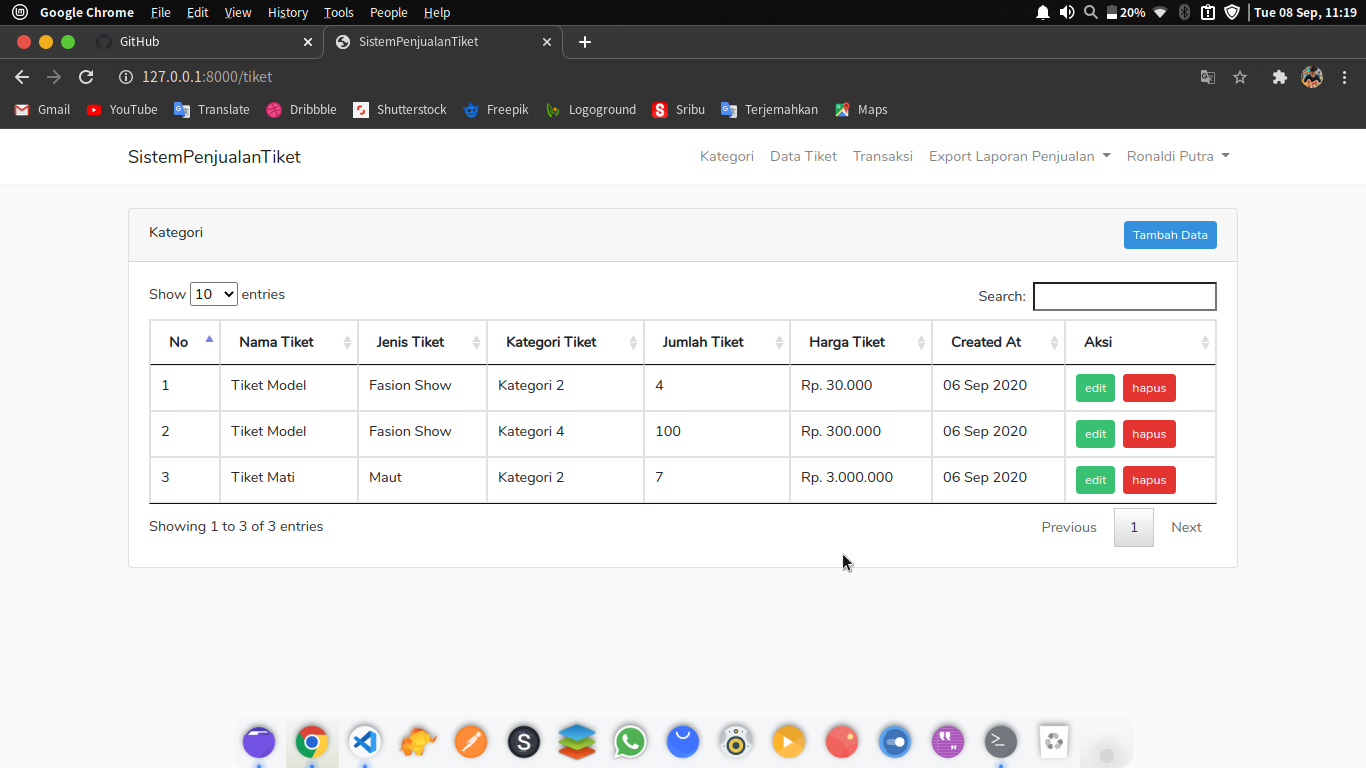 Google Chrome File Edit View History Tools People Help 20% Tue 08 Sep, 11:19
GitHub SistemPenjualanTiket
127.0.0.1:8000/tiket
Gmail YouTube Translate Dribbble Shutterstock Freepik Logoground Sribu Terjemahkan Maps
SistemPenjualanTiket Kategori Data Tiket Transaksi Export Laporan Penjualan Ronaldi Putra
Kategori Tambah Data
Show 10 entries Search:
No Nama Tiket Jenis Tiket Kategori Tiket Jumlah Tiket Harga Tiket Created At Aksi
1 Tiket Model Fasion Show Kategori 2 4 Rp. 30.000 06 Sep 2020 edit hapus
2 Tiket Model Fasion Show Kategori 4 100 Rp. 300.000 06 Sep 2020 edit hapus
3 Tiket Mati Maut Kategori 2 7 Rp. 3.000.000 06 Sep 2020 edit hapus
Showing 1 to 3 of 3 entries Previous 1 Next